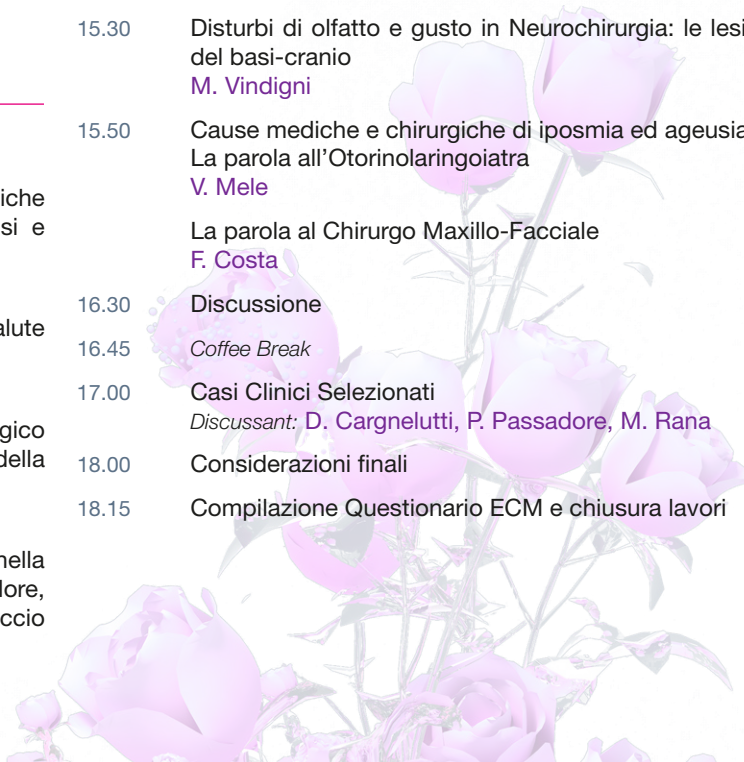 iche
si e
alute
gico
della
nella
lore,
ccio
15.30 Disturbi di olfatto e gusto in Neurochirurgia: le lesi
del basi-cranio
M. Vindigni
15.50 Cause mediche e chirurgiche di iposmia ed ageusia
La parola all’Otorinolaringoiatra
V. Mele
La parola al Chirurgo Maxillo-Facciale
F. Costa
16.30 Discussione
16.45 Coffee Break
17.00 Casi Clinici Selezionati
Discussant: D. Cargnelutti, P. Passadore, M. Rana
18.00 Considerazioni finali
18.15 Compilazione Questionario ECM e chiusura lavori